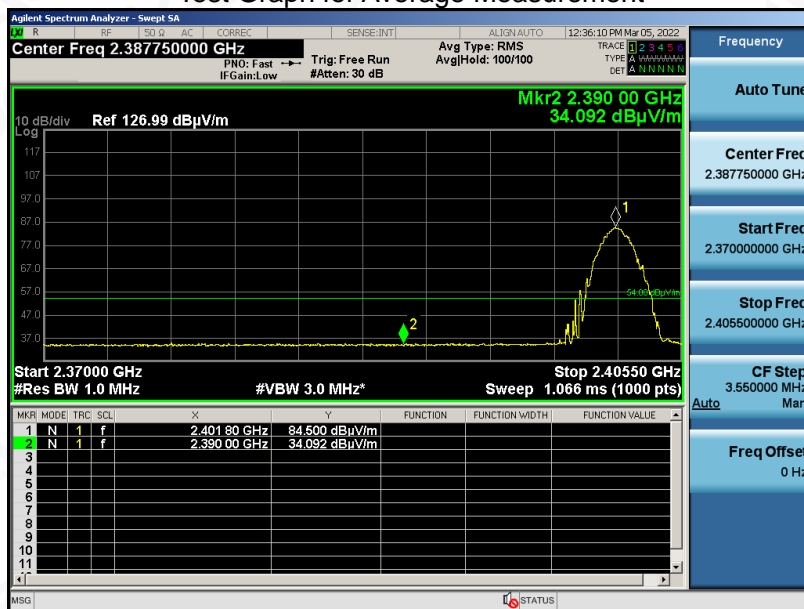 Test Graph for Average Measurement
Agilent Spectrum Analyzer - Swept SA
LXI R RF 50 Ω AC CORREC SENSE:INT ALIGN AUTO 12:36:10 PM Mar 05, 2022
Center Freq 2.387750000 GHz
PNO: Fast
IFGain:Low
Trig: Free Run
#Atten: 30 dB
Avg Type: RMS
Avg|Hold: 100/100
TRACE 1 2 3 4 5 6
TYPE A WWWWW
DET A N N N N N
Mkr2 2.390 00 GHz
34.092 dBµV/m
10 dB/div Ref 126.99 dBµV/m
Log
117
107
97.0
87.0
77.0
67.0
57.0
47.0
37.0
1
54.00 dBµV/m
2
Start 2.37000 GHz Stop 2.40550 GHz
#Res BW 1.0 MHz #VBW 3.0 MHz* Sweep 1.066 ms (1000 pts)
MKR MODE TRC SCL X Y FUNCTION FUNCTION WIDTH FUNCTION VALUE
1 N 1 f 2.401 80 GHz 84.500 dBµV/m
2 N 1 f 2.390 00 GHz 34.092 dBµV/m
3
4
5
6
7
8
9
10
11
MSG STATUS
Frequency
Auto Tune
Center Freq
2.387750000 GHz
Start Freq
2.370000000 GHz
Stop Freq
2.405500000 GHz
CF Step
3.550000 MHz
Auto Man
Freq Offset
0 Hz